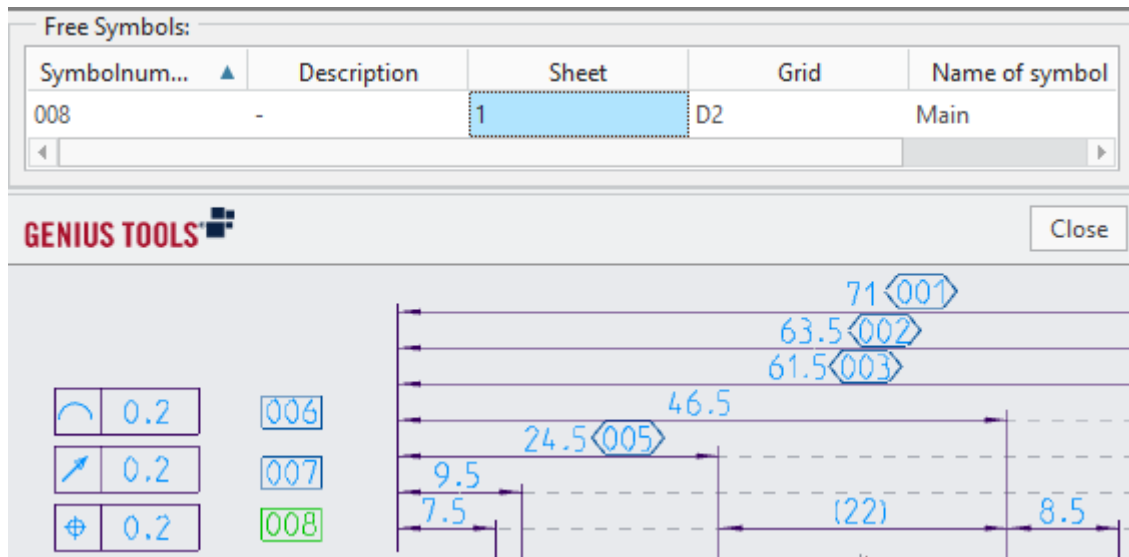 Free Symbols:
Symbolnum... Description Sheet Grid Name of symbol
008 - 1 D2 Main
GENIUS TOOLS Close
71 001
63.5 002
61.5 003
0.2 006 46.5
24.5 005
0.2 007 9.5
0.2 008 7.5 (22) 8.5